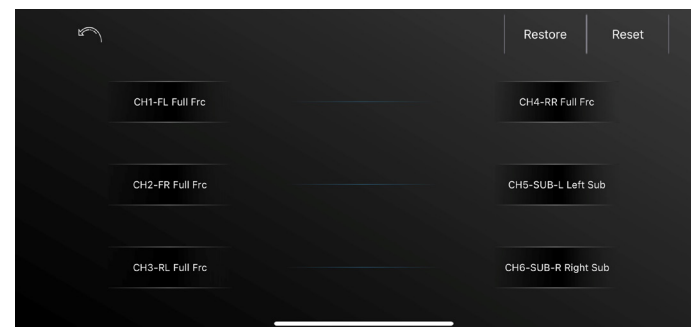 Restore Reset
CH1-FL Full Frc CH4-RR Full Frc
CH2-FR Full Frc CH5-SUB-L Left Sub
CH3-RL Full Frc CH6-SUB-R Right Sub